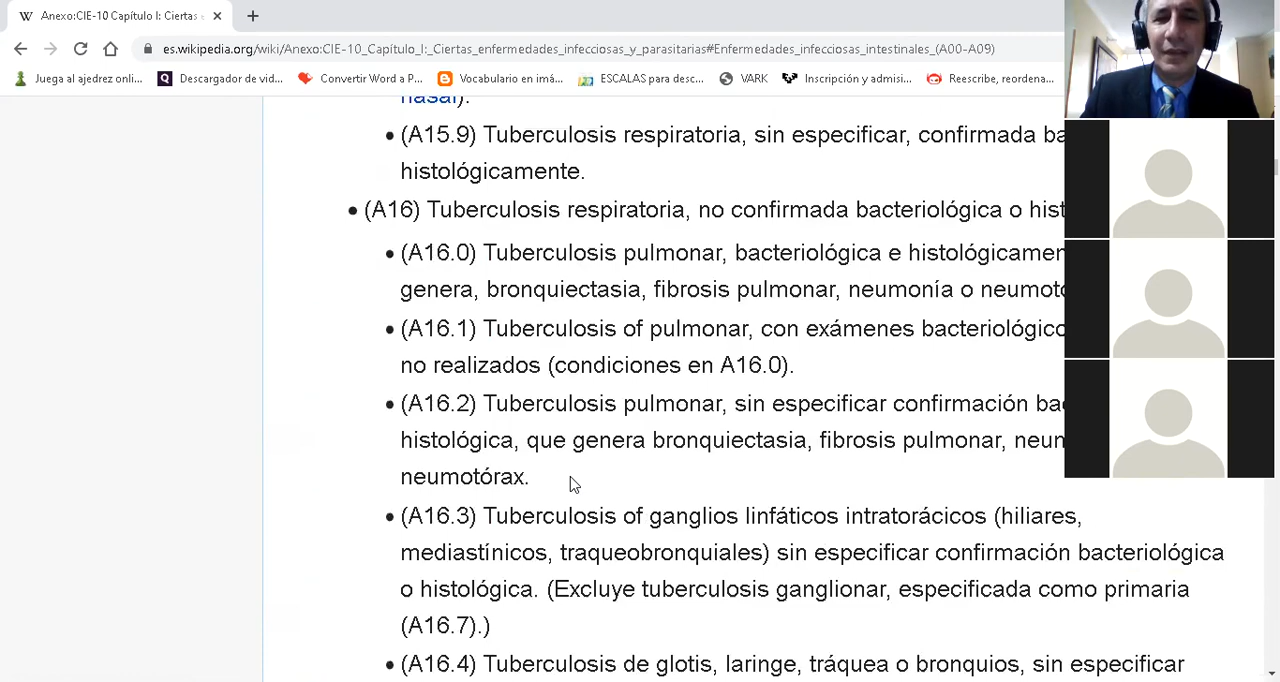 Anexo:CIE-10 Capítulo I: Ciertas
es.wikipedia.org/wiki/Anexo:CIE-10_Capítulo_I:_Ciertas_enfermedades_infecciosas_y_parasitarias#Enfermedades_infecciosas_intestinales_(A00-A09)
Juega al ajedrez onli... Descargador de vid... Convertir Word a P... Vocabulario en imá... ESCALAS para desc... VARK Inscripción y admisi... Reescribe, reordena...
nasal).
• (A15.9) Tuberculosis respiratoria, sin especificar, confirmada ba
histológicamente.
• (A16) Tuberculosis respiratoria, no confirmada bacteriológica o hist
• (A16.0) Tuberculosis pulmonar, bacteriológica e histológicamen
genera, bronquiectasia, fibrosis pulmonar, neumonía o neumotó
• (A16.1) Tuberculosis of pulmonar, con exámenes bacteriológico
no realizados (condiciones en A16.0).
• (A16.2) Tuberculosis pulmonar, sin especificar confirmación ba
histológica, que genera bronquiectasia, fibrosis pulmonar, neum
neumotórax.
• (A16.3) Tuberculosis of ganglios linfáticos intratorácicos (hiliares,
mediastínicos, traqueobronquiales) sin especificar confirmación bacteriológica
o histológica. (Excluye tuberculosis ganglionar, especificada como primaria
(A16.7).)
• (A16.4) Tuberculosis de glotis, laringe, tráquea o bronquios, sin especificar